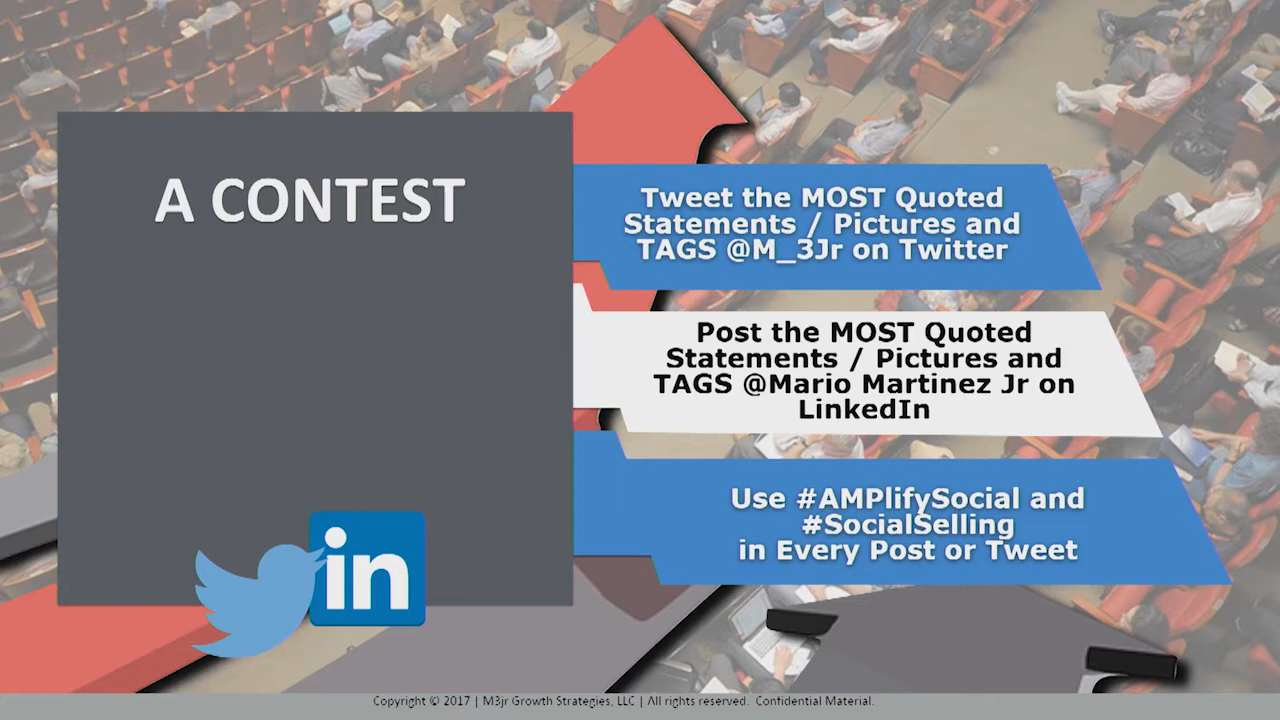 A CONTEST
Tweet the MOST Quoted
Statements / Pictures and
TAGS @M_3Jr on Twitter
Post the MOST Quoted
Statements / Pictures and
TAGS @Mario Martinez Jr on
LinkedIn
Use #AMPlifySocial and
#SocialSelling
in Every Post or Tweet
in
Copyright © 2017 | M3jr Growth Strategies, LLC | All rights reserved. Confidential Material.